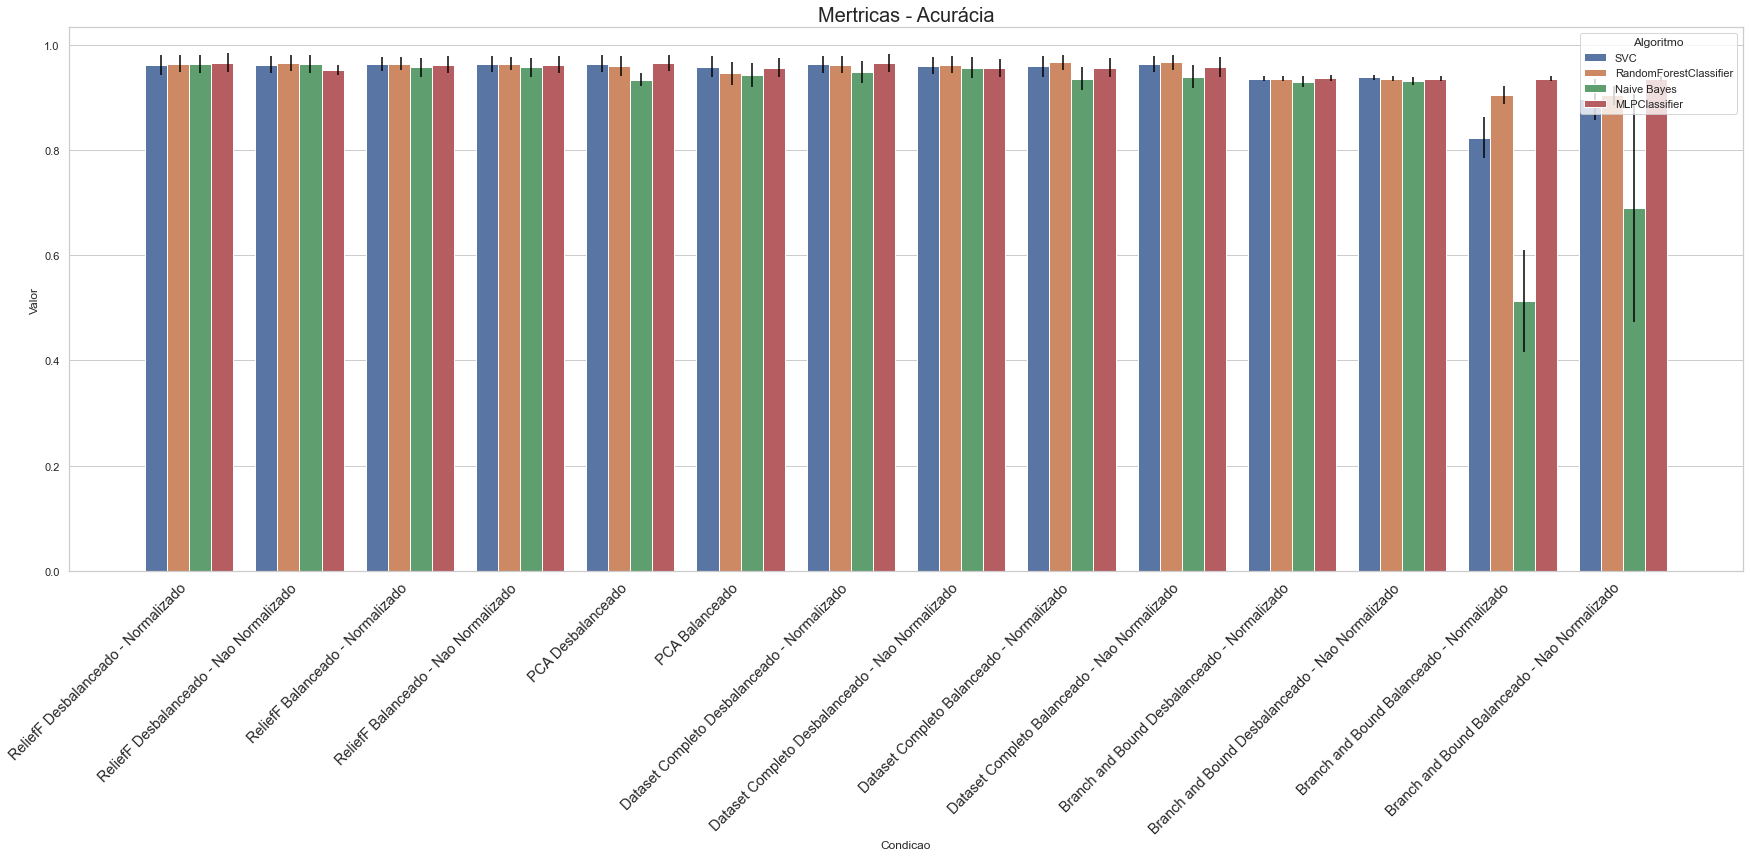 Mertricas - Acurácia
Algoritmo
SVC
RandomForestClassifier
Naive Bayes
MLPClassifier
1.0
0.8
0.6
0.4
0.2
0.0
Valor
ReliefF Desbalanceado - Normalizado
ReliefF Desbalanceado - Nao Normalizado
ReliefF Balanceado - Normalizado
ReliefF Balanceado - Nao Normalizado
PCA Desbalanceado
PCA Balanceado
Dataset Completo Desbalanceado - Normalizado
Dataset Completo Desbalanceado - Nao Normalizado
Dataset Completo Balanceado - Normalizado
Dataset Completo Balanceado - Nao Normalizado
Branch and Bound Desbalanceado - Normalizado
Branch and Bound Desbalanceado - Nao Normalizado
Branch and Bound Balanceado - Normalizado
Branch and Bound Balanceado - Nao Normalizado
Condicao